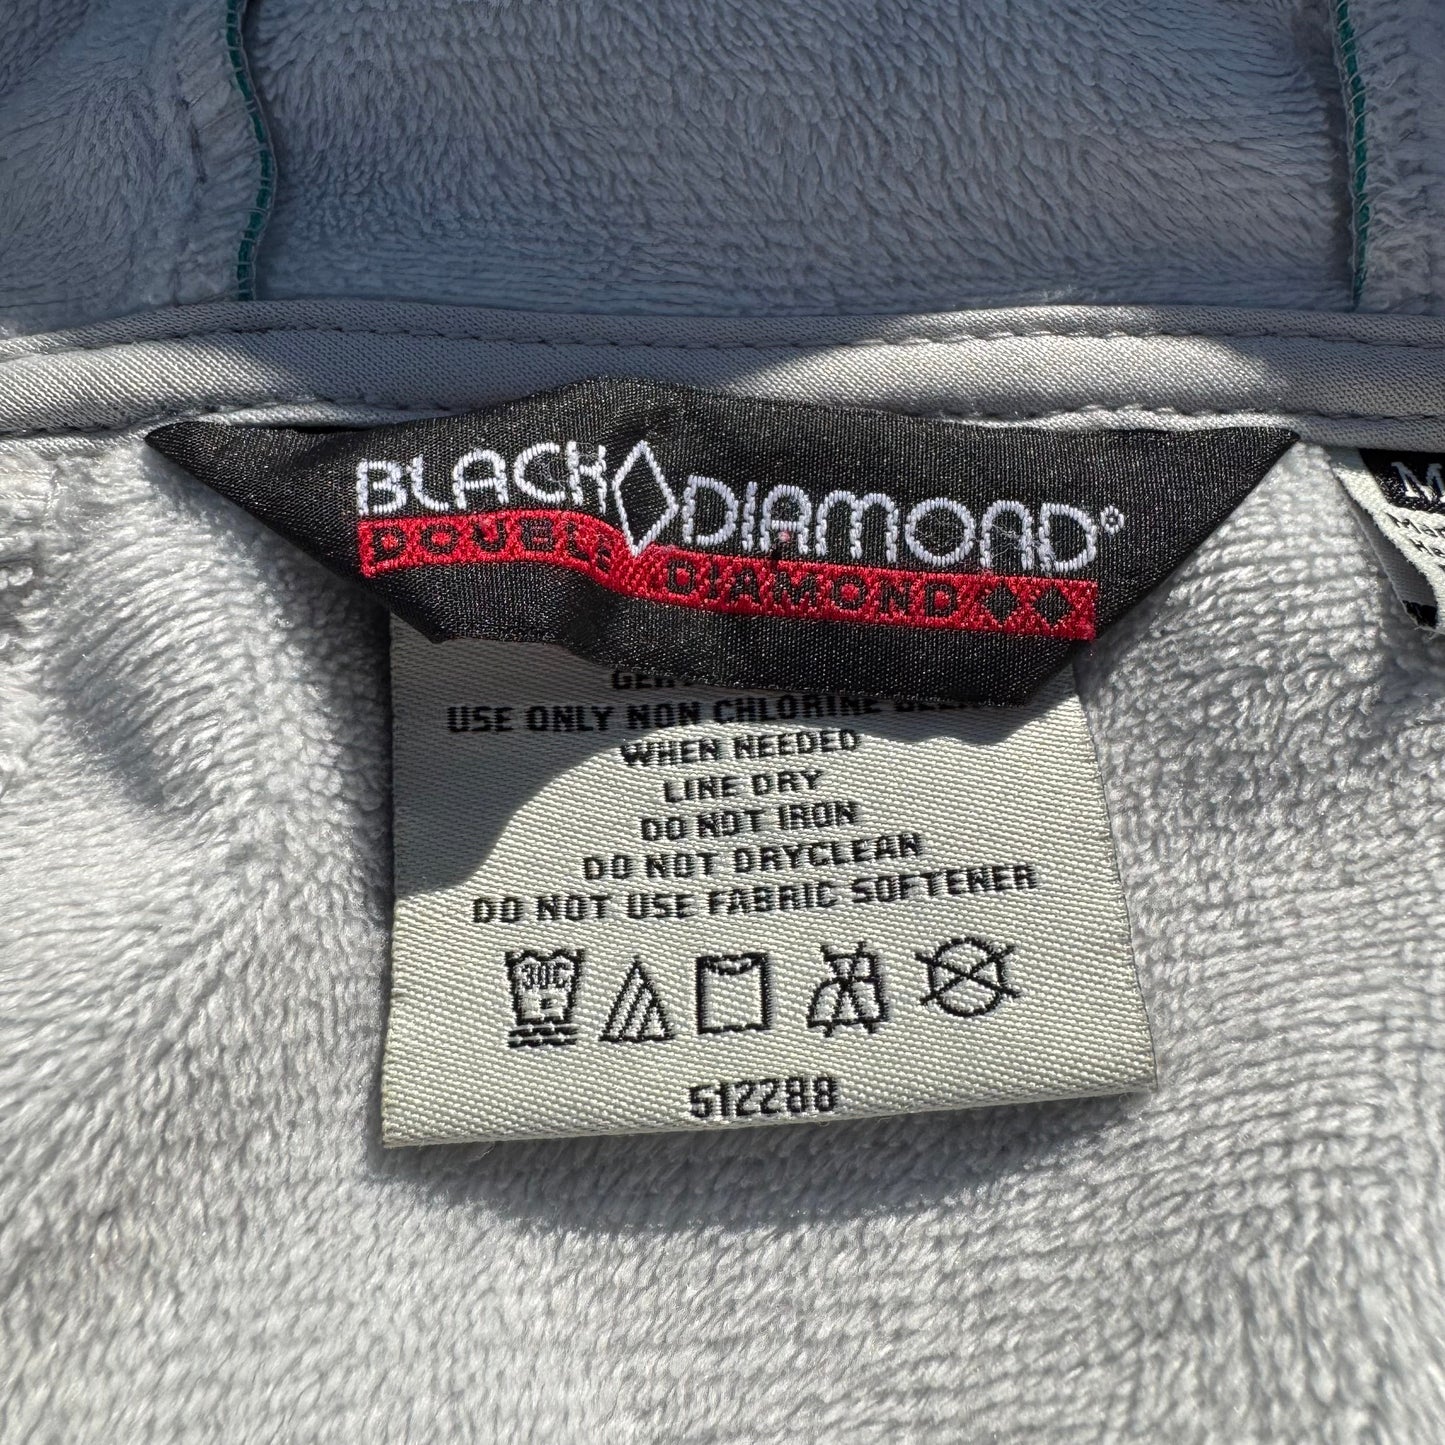 BLACK DIAMOND®
DOUBLE DIAMOND
M
USE ONLY NON CHLORINE
WHEN NEEDED
LINE DRY
DO NOT IRON
DO NOT DRYCLEAN
DO NOT USE FABRIC SOFTENER
30C
512288